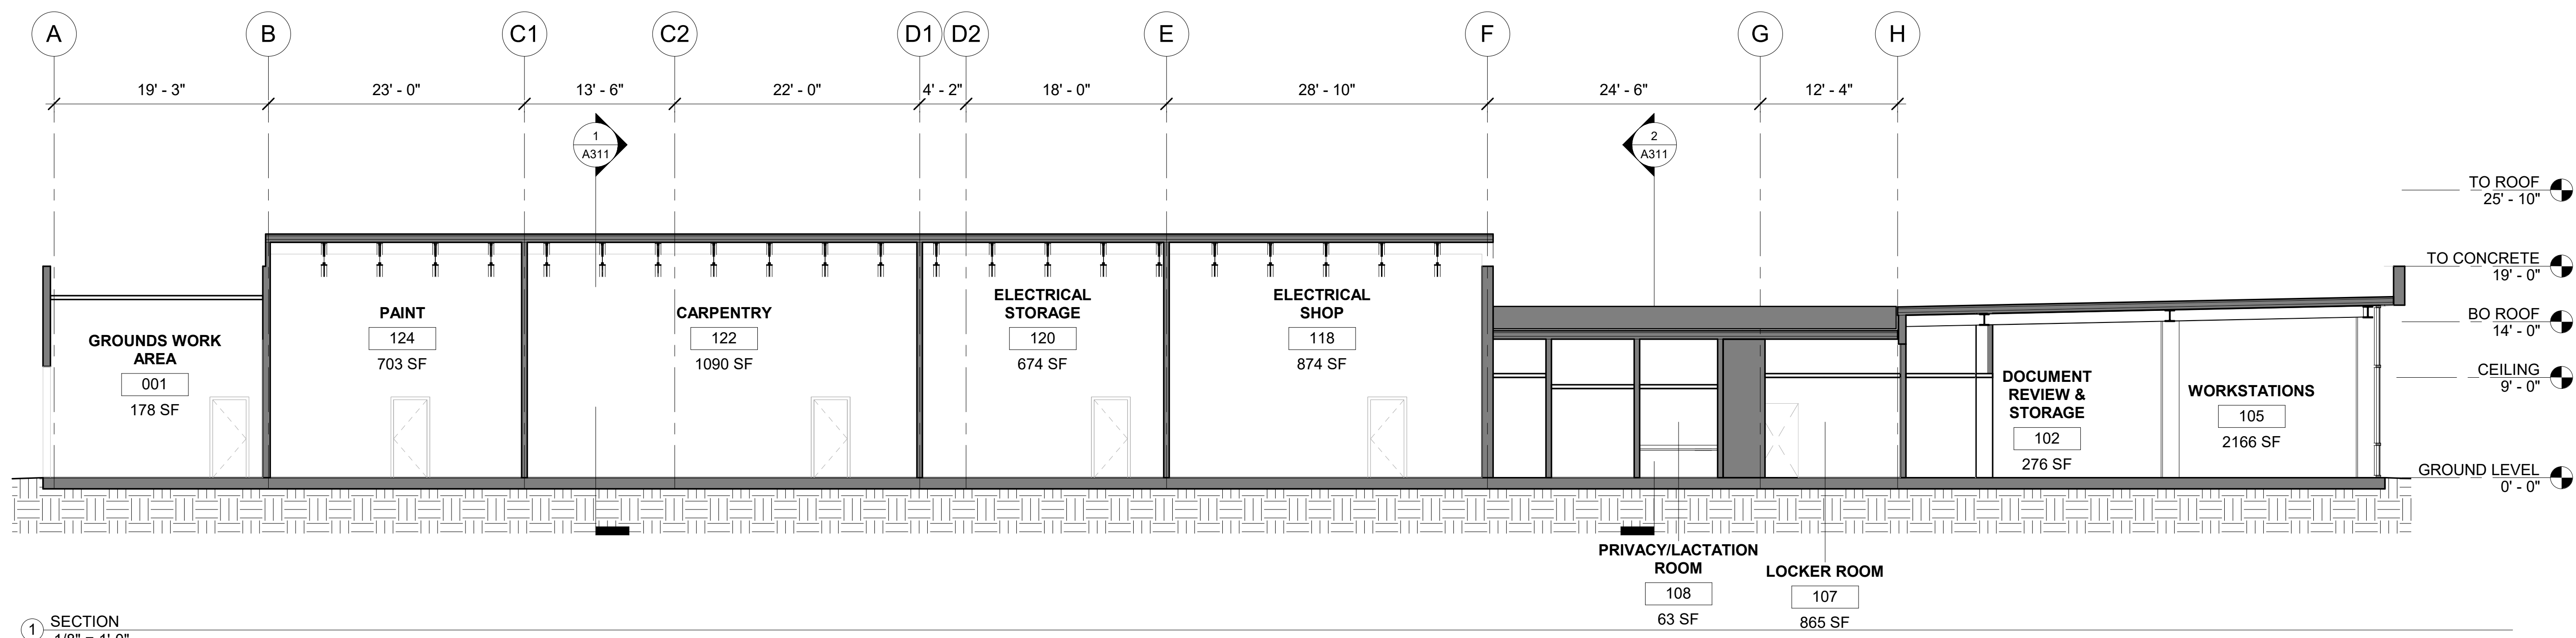 A B C1 C2 D1 D2 E F G H
19' - 3" 23' - 0" 13' - 6" 22' - 0" 4' - 2" 18' - 0" 28' - 10" 24' - 6" 12' - 4"
1
A311
2
A311
TO ROOF
25' - 10"
TO CONCRETE
19' - 0"
BO ROOF
14' - 0"
CEILING
9' - 0"
GROUND LEVEL
0' - 0"
GROUNDS WORK
AREA
001
178 SF
PAINT
124
703 SF
CARPENTRY
122
1090 SF
ELECTRICAL
STORAGE
120
674 SF
ELECTRICAL
SHOP
118
874 SF
DOCUMENT
REVIEW &
STORAGE
102
276 SF
WORKSTATIONS
105
2166 SF
PRIVACY/LACTATION
ROOM
108
63 SF
LOCKER ROOM
107
865 SF
1 SECTION
1/8" = 1'-0"